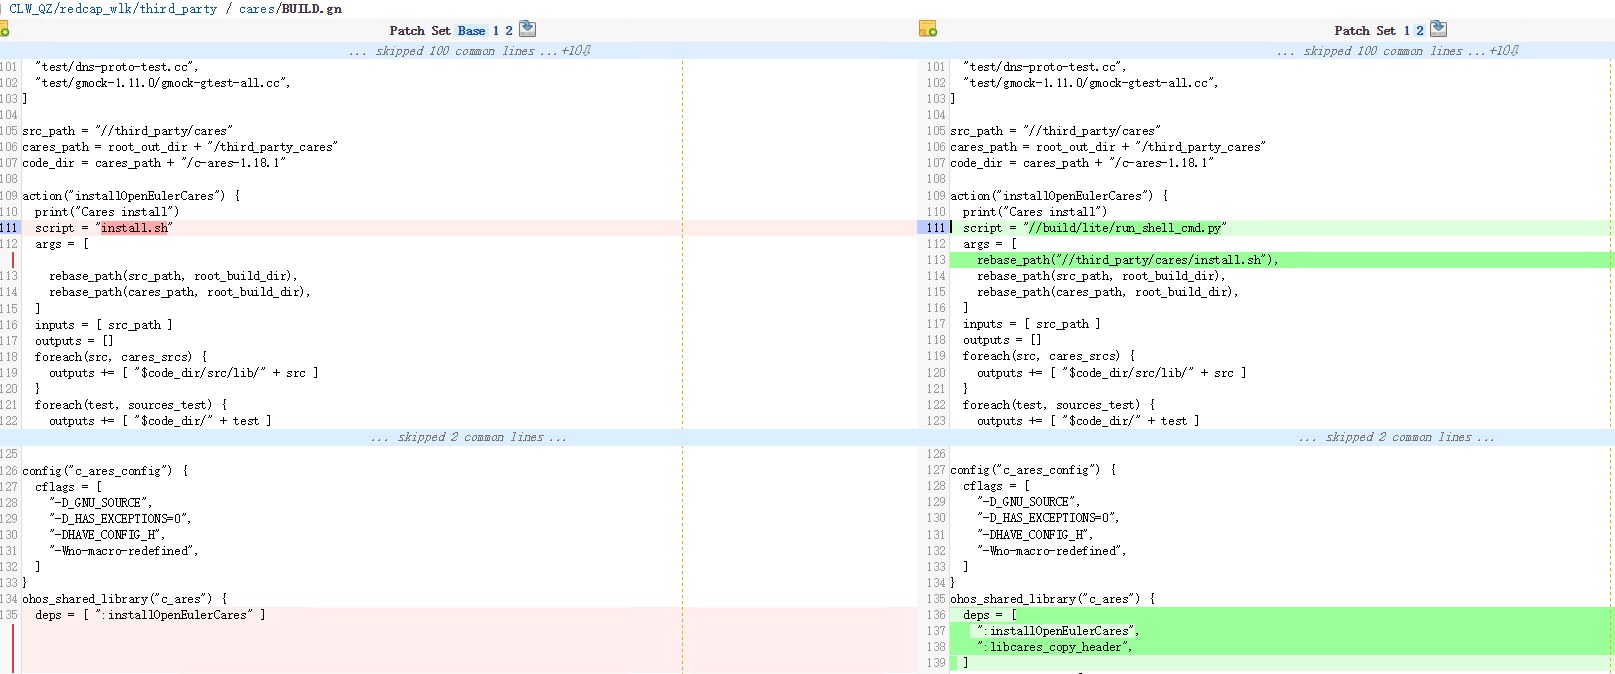 CLW_QZ/redcap_wlk/third_party / cares/BUILD.gn
Patch Set Base 1 2
... skipped 100 common lines ...+10⇩
101 "test/dns-proto-test.cc",
102 "test/gmock-1.11.0/gmock-gtest-all.cc",
103 ]
104
105 src_path = "//third_party/cares"
106 cares_path = root_out_dir + "/third_party_cares"
107 code_dir = cares_path + "/c-ares-1.18.1"
108
109 action("installOpenEulerCares") {
110 print("Cares install")
111 script = "install.sh"
112 args = [
113 rebase_path(src_path, root_build_dir),
114 rebase_path(cares_path, root_build_dir),
115 ]
116 inputs = [ src_path ]
117 outputs = []
118 foreach(src, cares_srcs) {
119 outputs += [ "$code_dir/src/lib/" + src ]
120 }
121 foreach(test, sources_test) {
122 outputs += [ "$code_dir/" + test ]
... skipped 2 common lines ...
125
126 config("c_ares_config") {
127 cflags = [
128 "-D_GNU_SOURCE",
129 "-D_HAS_EXCEPTIONS=0",
130 "-DHAVE_CONFIG_H",
131 "-Wno-macro-redefined",
132 ]
133 }
134 ohos_shared_library("c_ares") {
135 deps = [ ":installOpenEulerCares" ]
Patch Set 1 2
... skipped 100 common lines ...+10⇩
101 "test/dns-proto-test.cc",
102 "test/gmock-1.11.0/gmock-gtest-all.cc",
103 ]
104
105 src_path = "//third_party/cares"
106 cares_path = root_out_dir + "/third_party_cares"
107 code_dir = cares_path + "/c-ares-1.18.1"
108
109 action("installOpenEulerCares") {
110 print("Cares install")
111 script = "//build/lite/run_shell_cmd.py"
112 args = [
113 rebase_path("//third_party/cares/install.sh"),
114 rebase_path(src_path, root_build_dir),
115 rebase_path(cares_path, root_build_dir),
116 ]
117 inputs = [ src_path ]
118 outputs = []
119 foreach(src, cares_srcs) {
120 outputs += [ "$code_dir/src/lib/" + src ]
121 }
122 foreach(test, sources_test) {
123 outputs += [ "$code_dir/" + test ]
... skipped 2 common lines ...
126
127 config("c_ares_config") {
128 cflags = [
129 "-D_GNU_SOURCE",
130 "-D_HAS_EXCEPTIONS=0",
131 "-DHAVE_CONFIG_H",
132 "-Wno-macro-redefined",
133 ]
134 }
135 ohos_shared_library("c_ares") {
136 deps = [
137 ":installOpenEulerCares",
138 ":libcares_copy_header",
139 ]